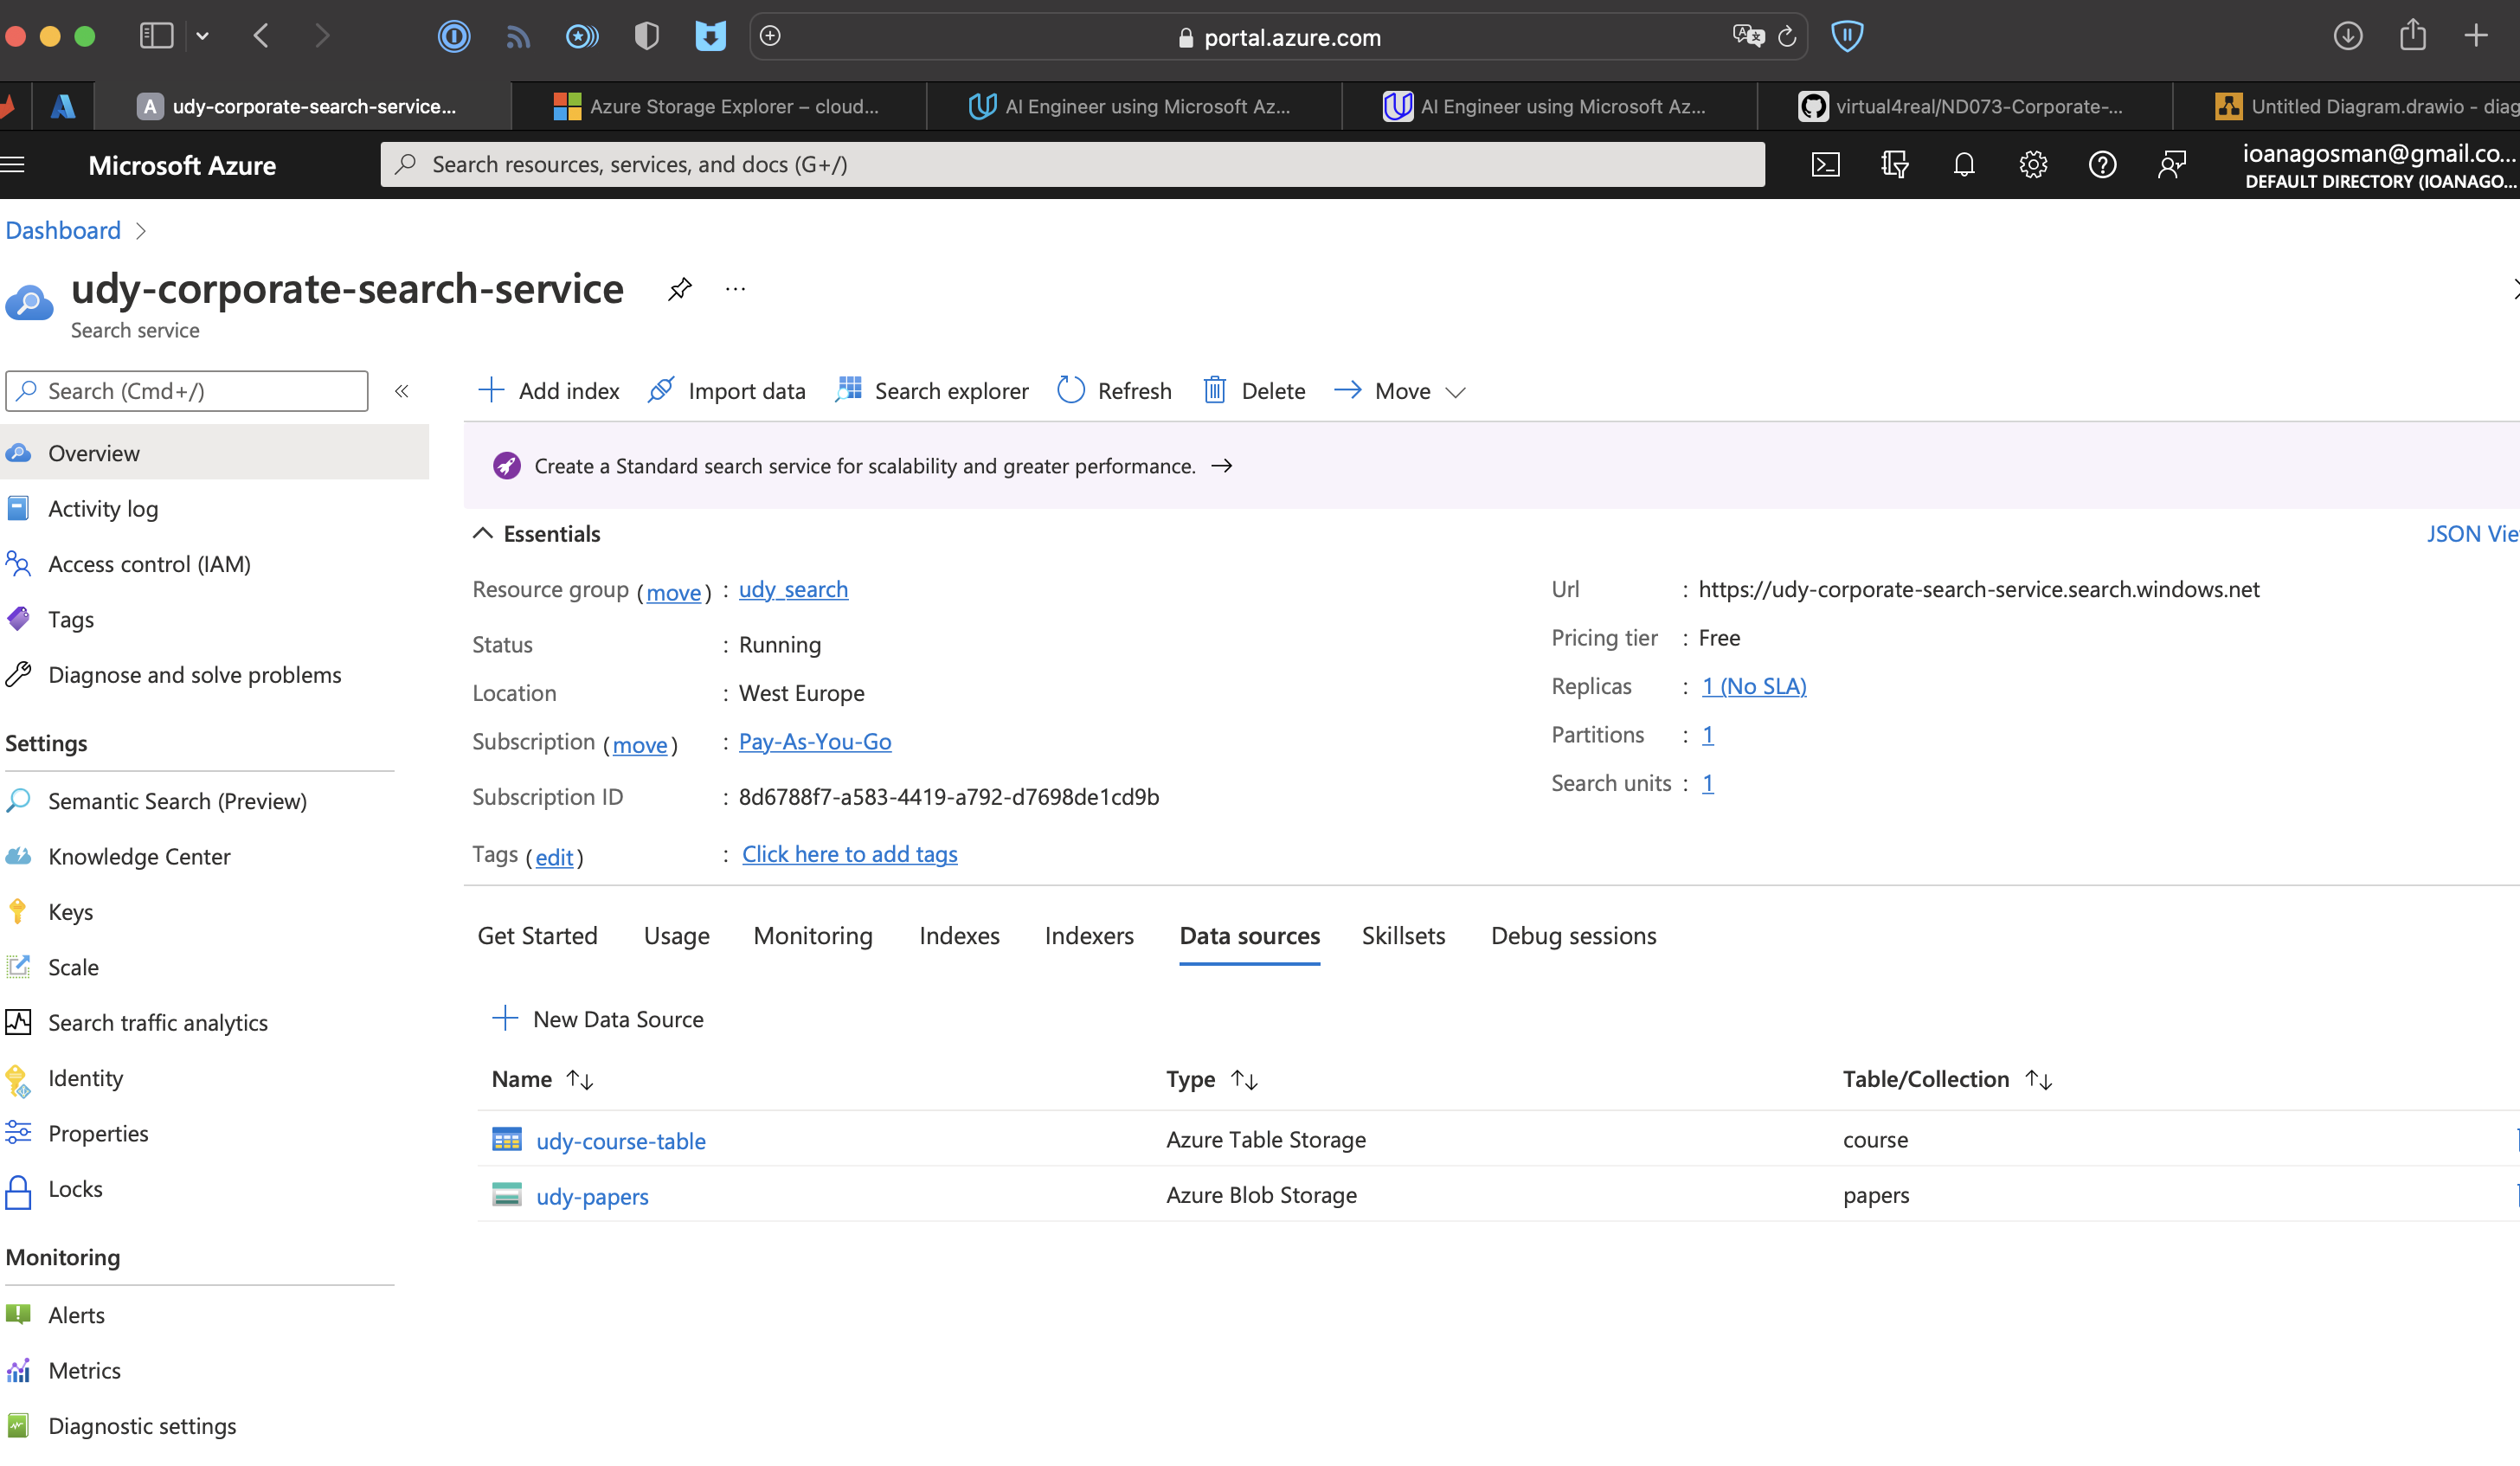 portal.azure.com
A udy-corporate-search-service...
Azure Storage Explorer – cloud...
AI Engineer using Microsoft Az...
AI Engineer using Microsoft Az...
virtual4real/ND073-Corporate-...
Untitled Diagram.drawio - diag
Microsoft Azure
Search resources, services, and docs (G+/)
ioanagosman@gmail.co...
DEFAULT DIRECTORY (IOANAGO...
Dashboard
udy-corporate-search-service
...
Search service
Search (Cmd+/)
«
Add index
Import data
Search explorer
Refresh
Delete
Move
Overview
Activity log
Access control (IAM)
Tags
Diagnose and solve problems
Settings
Semantic Search (Preview)
Knowledge Center
Keys
Scale
Search traffic analytics
Identity
Properties
Locks
Monitoring
Alerts
Metrics
Diagnostic settings
Create a Standard search service for scalability and greater performance. →
Essentials
JSON Vie
Resource group (move) : udy_search
Status : Running
Location : West Europe
Subscription (move) : Pay-As-You-Go
Subscription ID : 8d6788f7-a583-4419-a792-d7698de1cd9b
Tags (edit) : Click here to add tags
Url : https://udy-corporate-search-service.search.windows.net
Pricing tier : Free
Replicas : 1 (No SLA)
Partitions : 1
Search units : 1
Get Started Usage Monitoring Indexes Indexers Data sources Skillsets Debug sessions
New Data Source
Name ↑↓ Type ↑↓ Table/Collection ↑↓
udy-course-table Azure Table Storage course
udy-papers Azure Blob Storage papers